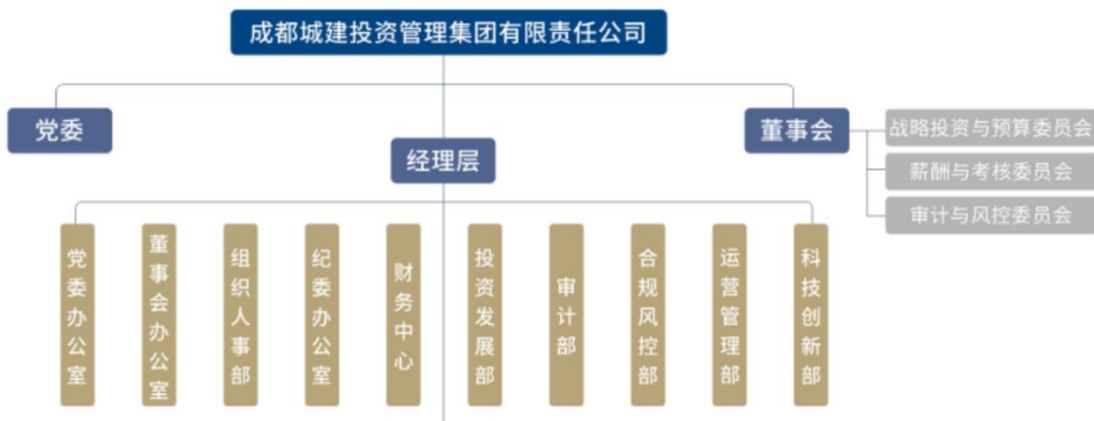 成都城建投资管理集团有限责任公司
党委
董事会
战略投资与预算委员会
经理层
薪酬与考核委员会
审计与风控委员会
党委办公室
董事会办公室
组织人事部
纪委办公室
财务中心
投资发展部
审计部
合规风控部
运营管理部
科技创新部